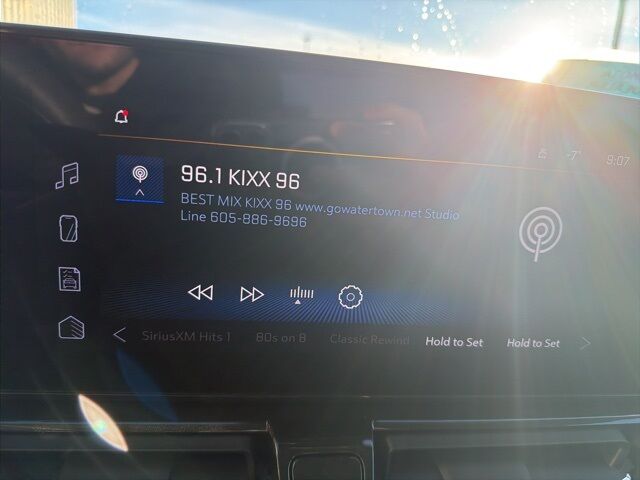 -7° 9:07
96.1 KIXX 96
BEST MIX KIXX 96 www.gowatertown.net Studio
Line 605-886-9696
SiriusXM Hits 1 80s on 8 Classic Rewind Hold to Set Hold to Set